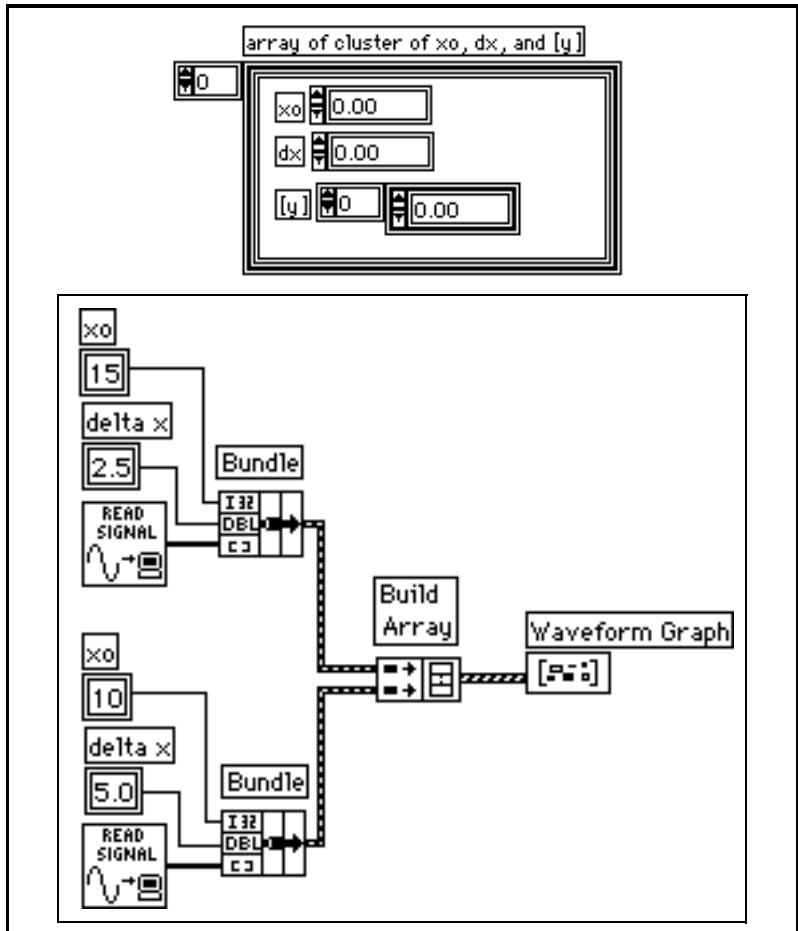 array of cluster of xo, dx, and [y]
0
xo 0.00
dx 0.00
[y] 0 0.00
xo
15
delta x
2.5
Bundle
I32
DBL
[ ]
READ
SIGNAL
Build
Array
Waveform Graph
xo
10
delta x
5.0
Bundle
I32
DBL
[ ]
READ
SIGNAL